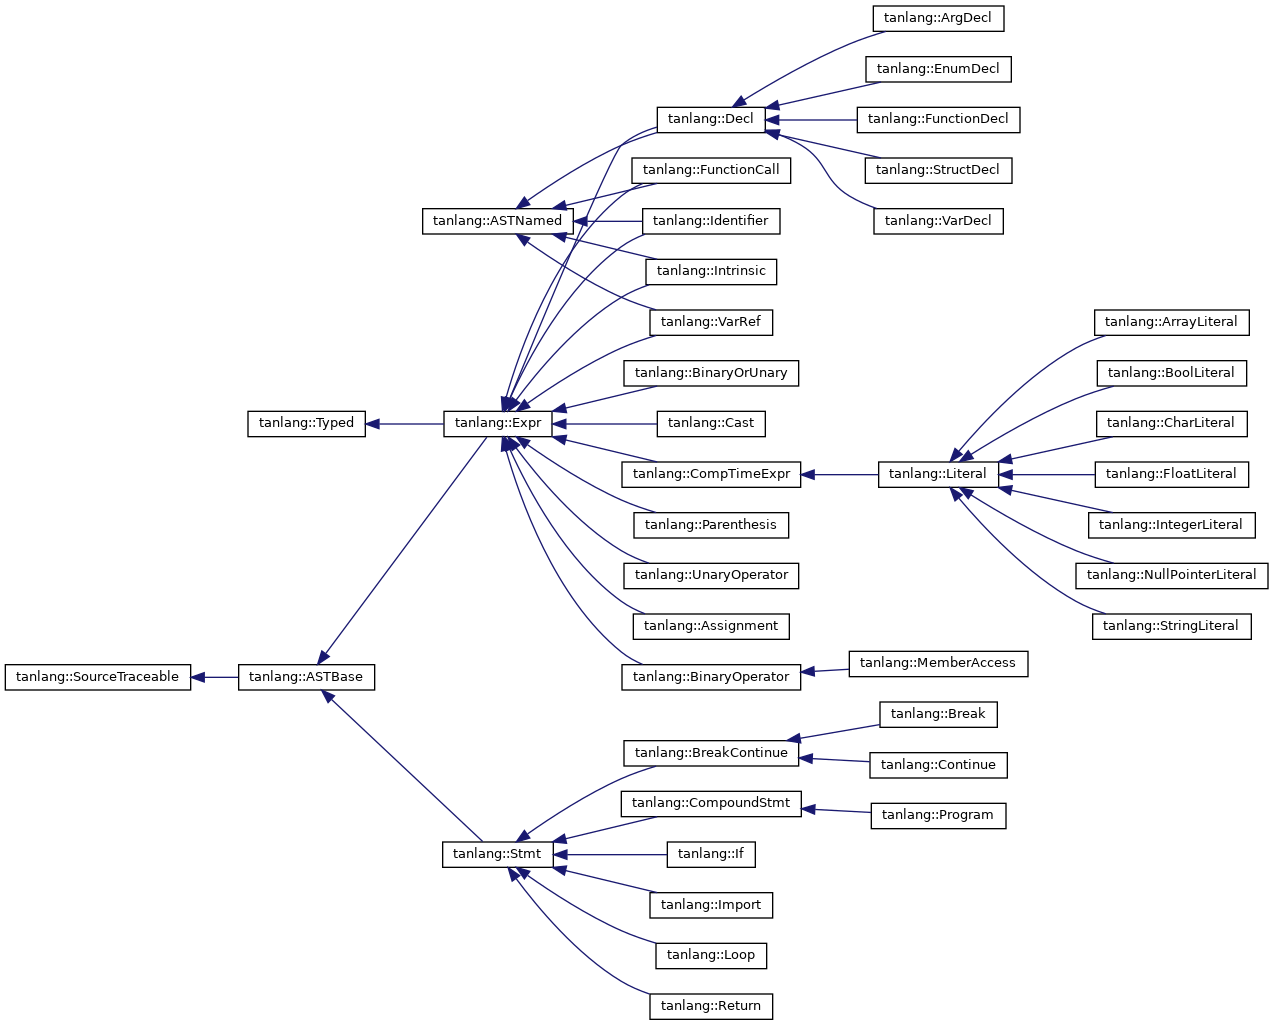 tanlang::ArgDecl
tanlang::EnumDecl
tanlang::Decl
tanlang::FunctionDecl
tanlang::FunctionCall
tanlang::StructDecl
tanlang::ASTNamed
tanlang::Identifier
tanlang::VarDecl
tanlang::Intrinsic
tanlang::VarRef
tanlang::ArrayLiteral
tanlang::BinaryOrUnary
tanlang::BoolLiteral
tanlang::Typed
tanlang::Expr
tanlang::Cast
tanlang::CharLiteral
tanlang::CompTimeExpr
tanlang::Literal
tanlang::FloatLiteral
tanlang::Parenthesis
tanlang::IntegerLiteral
tanlang::UnaryOperator
tanlang::NullPointerLiteral
tanlang::Assignment
tanlang::StringLiteral
tanlang::SourceTraceable
tanlang::ASTBase
tanlang::BinaryOperator
tanlang::MemberAccess
tanlang::Break
tanlang::BreakContinue
tanlang::Continue
tanlang::CompoundStmt
tanlang::Program
tanlang::Stmt
tanlang::If
tanlang::Import
tanlang::Loop
tanlang::Return